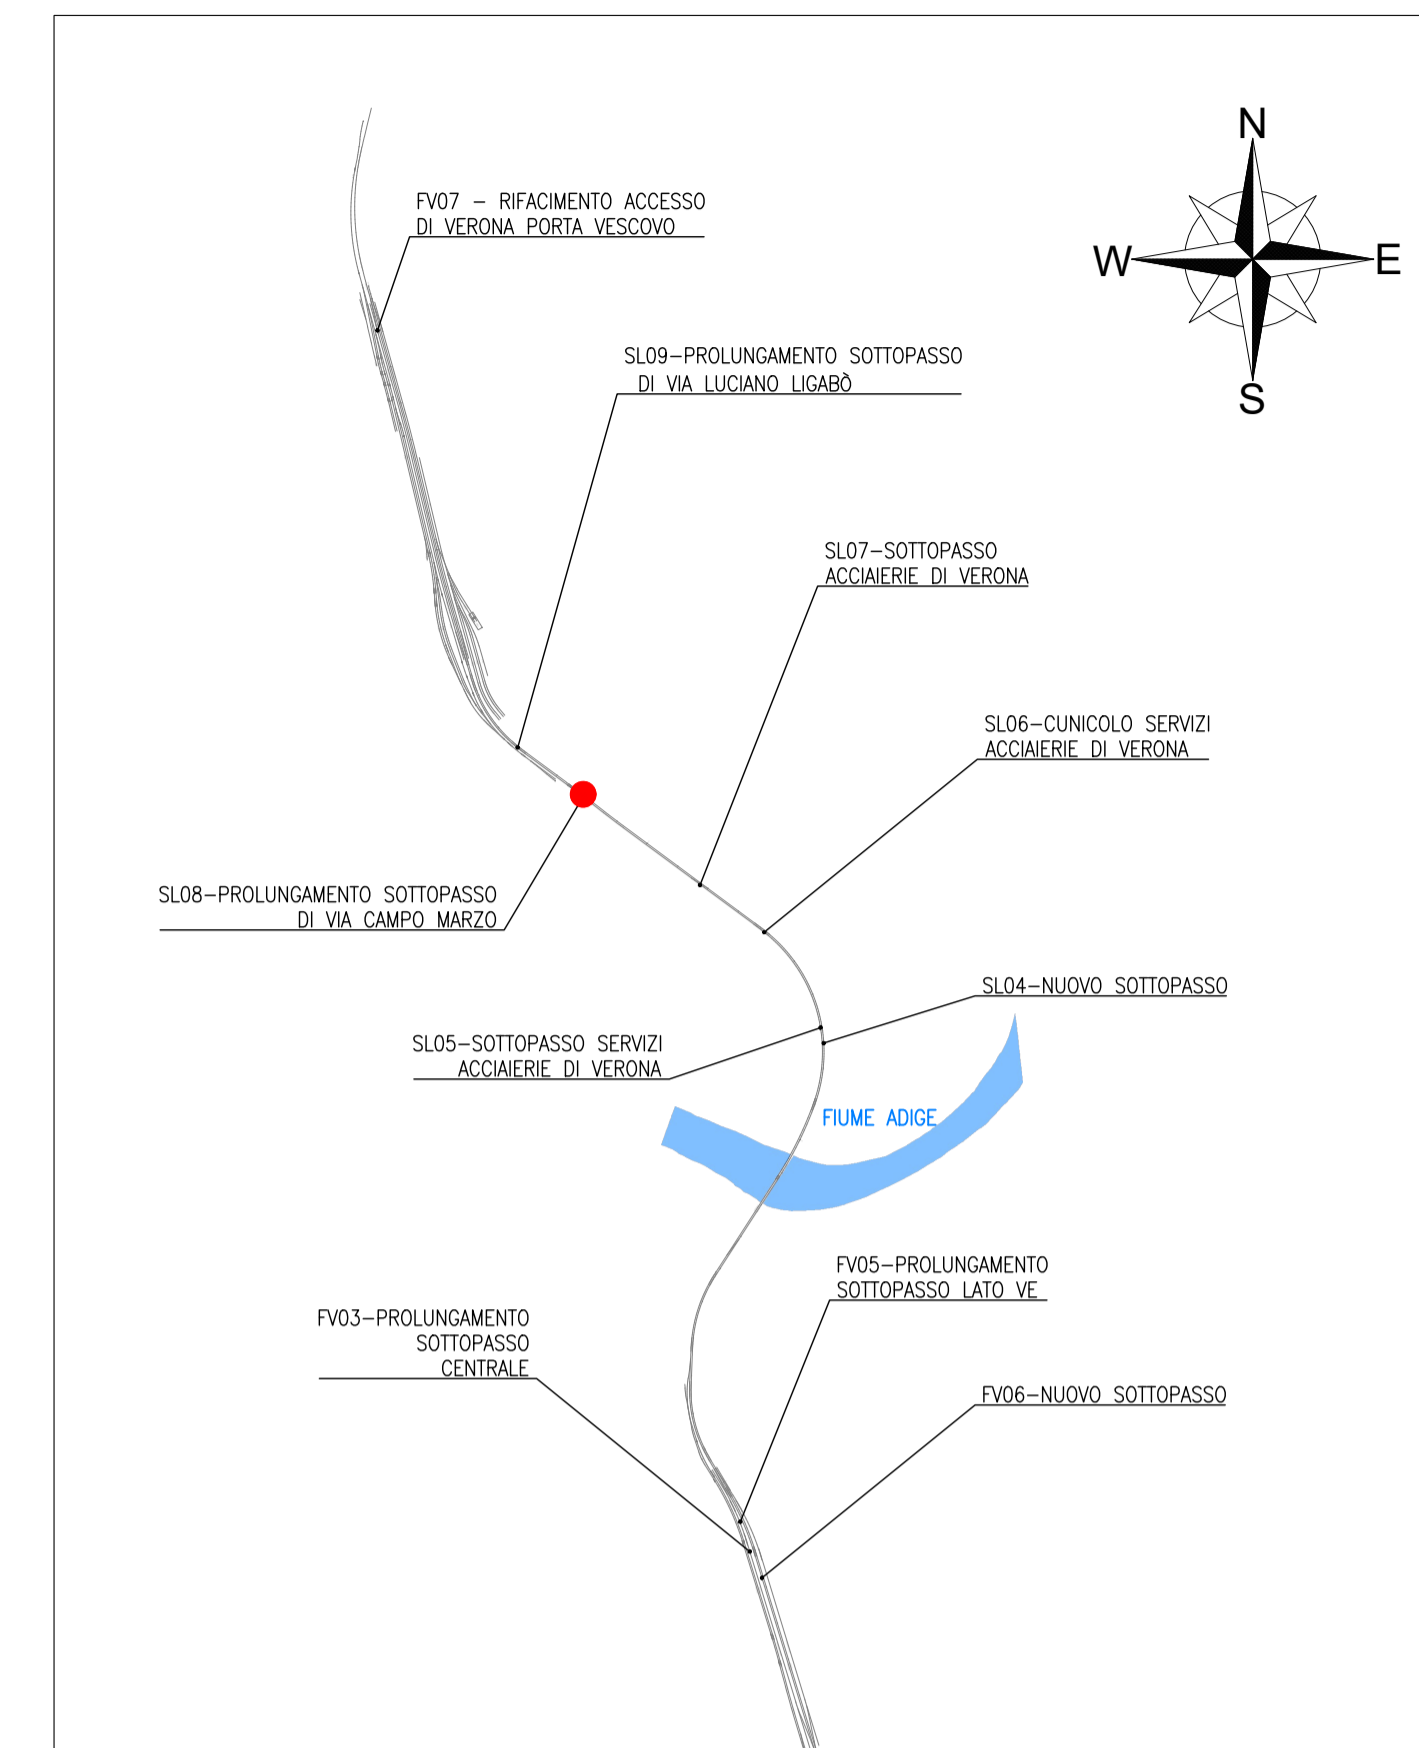 N
W
E
S
FV07 – RIFACIMENTO ACCESSO
DI VERONA PORTA VESCOVO
SL09–PROLUNGAMENTO SOTTOPASSO
DI VIA LUCIANO LIGABÒ
SL07–SOTTOPASSO
ACCIAIERIE DI VERONA
SL06–CUNICOLO SERVIZI
ACCIAIERIE DI VERONA
SL08–PROLUNGAMENTO SOTTOPASSO
DI VIA CAMPO MARZO
SL04–NUOVO SOTTOPASSO
SL05–SOTTOPASSO SERVIZI
ACCIAIERIE DI VERONA
FIUME ADIGE
FV05–PROLUNGAMENTO
SOTTOPASSO LATO VE
FV03–PROLUNGAMENTO
SOTTOPASSO
CENTRALE
FV06–NUOVO SOTTOPASSO